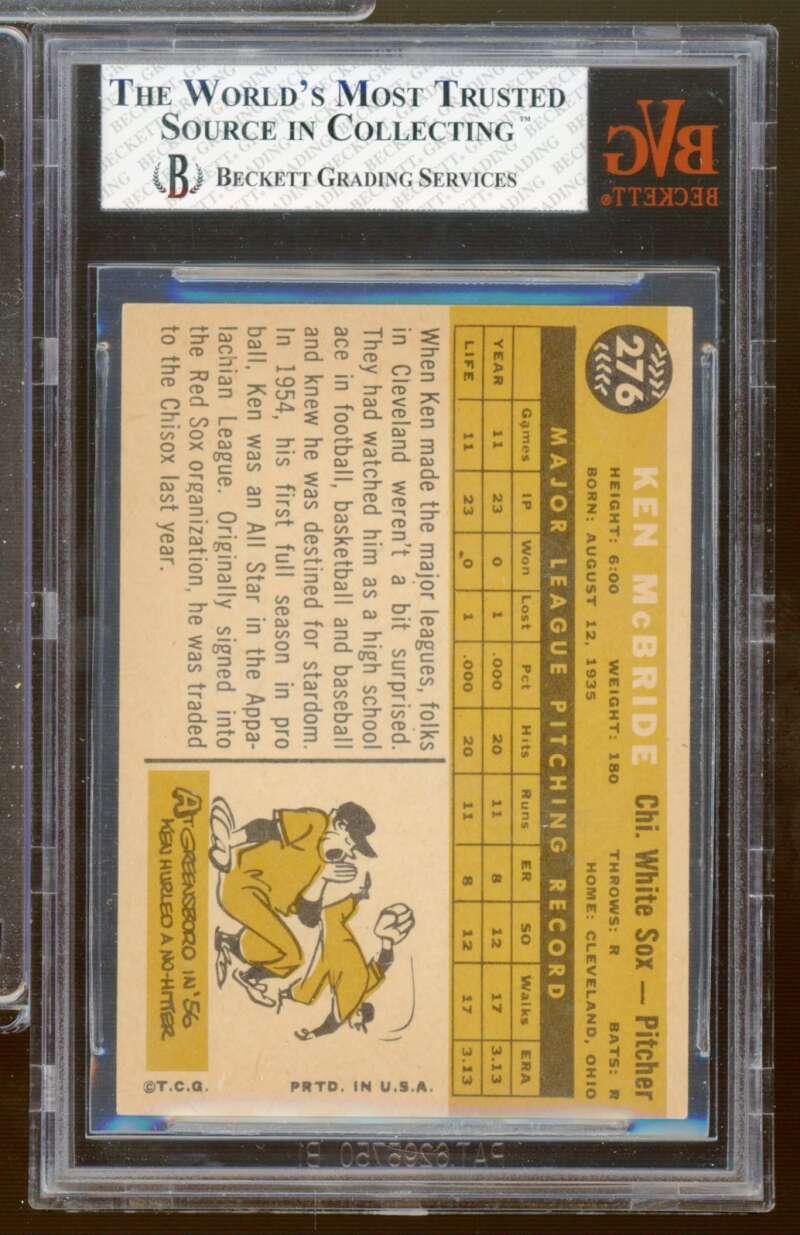 THE WORLD'S MOST TRUSTED
SOURCE IN COLLECTING™
B BECKETT GRADING SERVICES
BVG
BECKETT®
276
KEN McBRIDE Chi. White Sox — Pitcher
HEIGHT: 6:00 WEIGHT: 180 THROWS: R BATS: R
BORN: AUGUST 12, 1935 HOME: CLEVELAND, OHIO
MAJOR LEAGUE PITCHING RECORD
Games IP Won Lost Pct Hits Runs ER SO Walks ERA
YEAR 11 23 0 1 .000 20 11 8 12 17 3.13
LIFE 11 23 0 1 .000 20 11 8 12 17 3.13
When Ken made the major leagues, folks
in Cleveland weren't a bit surprised.
They had watched him as a high school
ace in football, basketball and baseball
and knew he was destined for stardom.
In 1954, his first full season in pro
ball, Ken was an All Star in the Appa-
lachian League. Originally signed into
the Red Sox organization, he was traded
to the Chisox last year.
AT GREENSBORO IN '56
KEN HURLED A NO-HITTER
©T.C.G. PRTD. IN U.S.A.